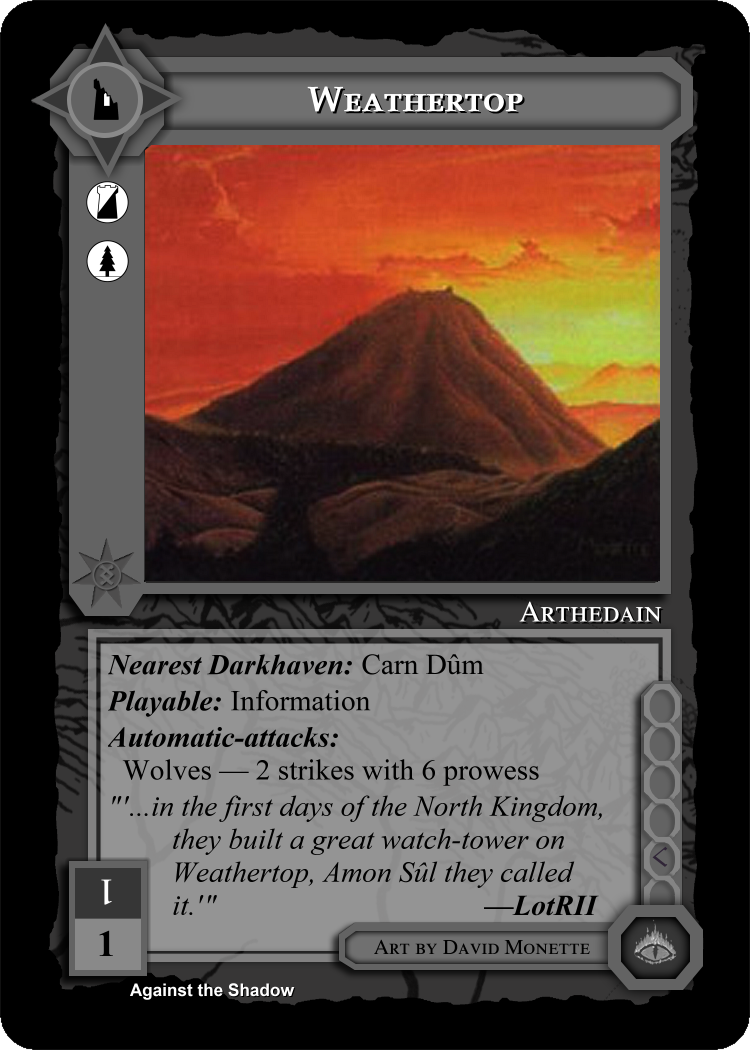 WEATHERTOP
ARTHEDAIN
Nearest Darkhaven: Carn Dûm
Playable: Information
Automatic-attacks:
Wolves — 2 strikes with 6 prowess
"'...in the first days of the North Kingdom,
they built a great watch-tower on
Weathertop, Amon Sûl they called
it.'" —LotRII
1
1
ART BY DAVID MONETTE
Against the Shadow